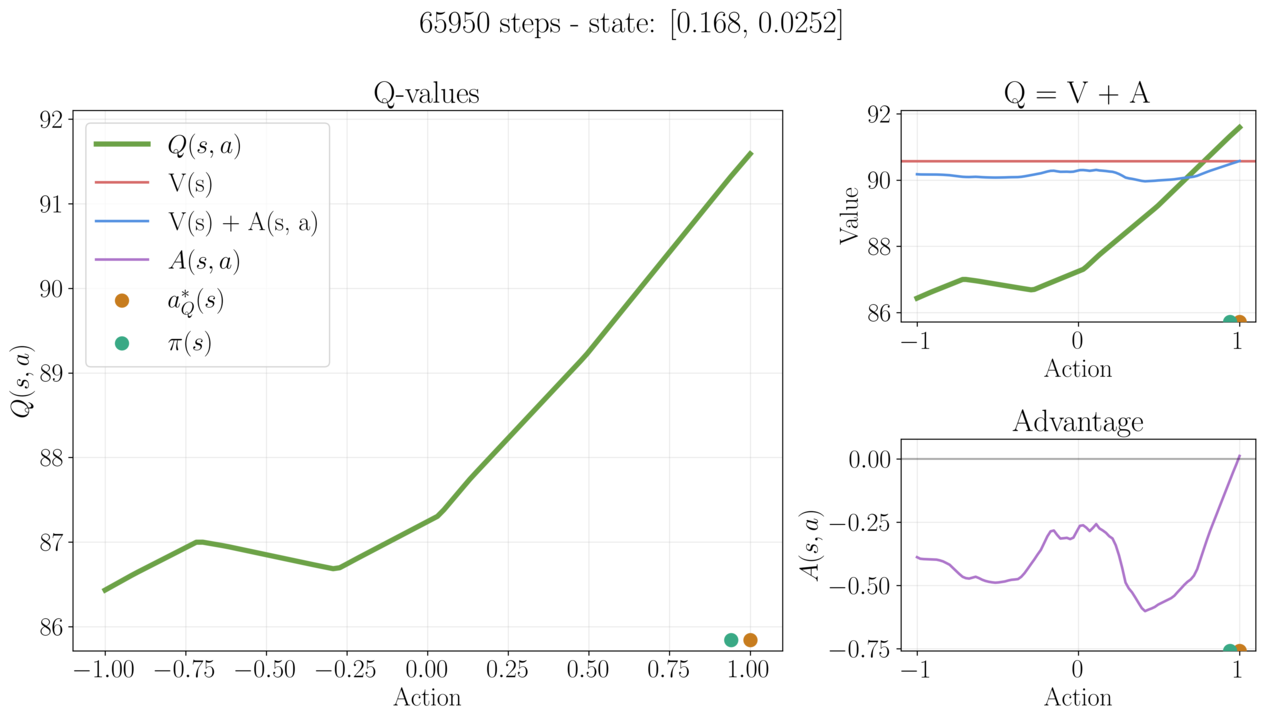 65950 steps - state: [0.168, 0.0252]
Q-values
Q(s, a)
92
91
90
89
88
87
86
Q(s, a)
V(s)
V(s) + A(s, a)
A(s, a)
a*_Q(s)
π(s)
−1.00 −0.75 −0.50 −0.25 0.00 0.25 0.50 0.75 1.00
Action
Q = V + A
Value
92
90
88
86
−1 0 1
Action
Advantage
A(s, a)
0.00
−0.25
−0.50
−0.75
−1 0 1
Action